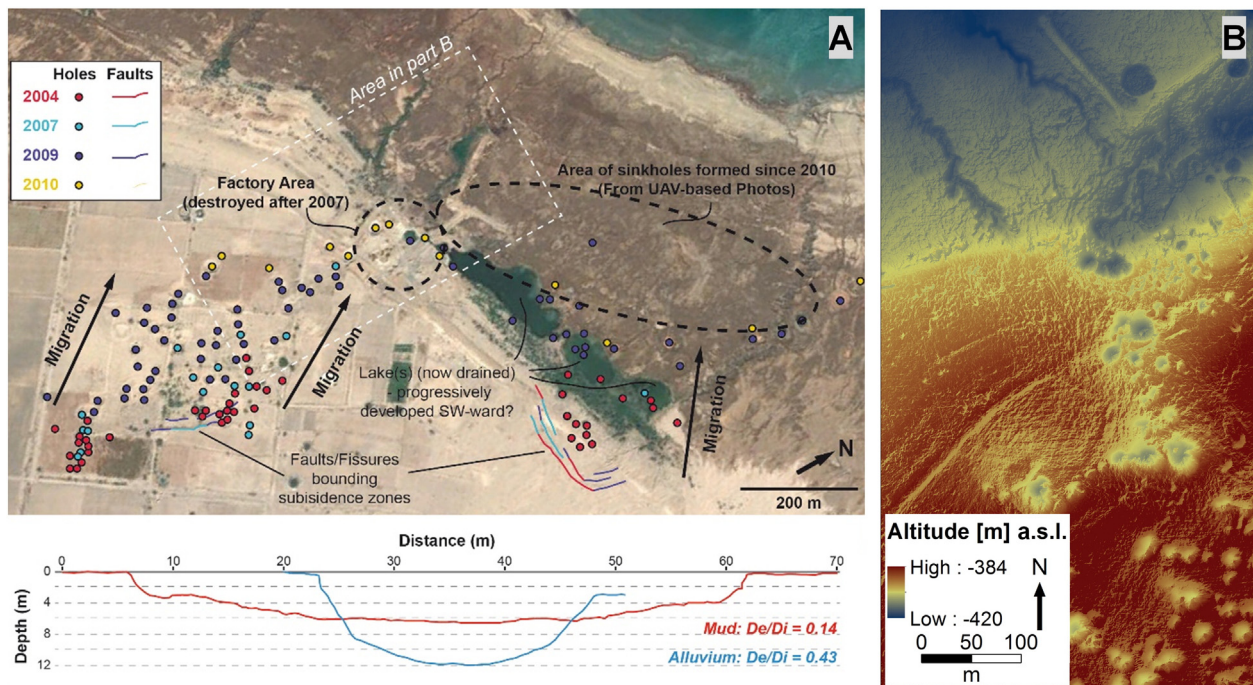 A
Holes Faults
2004
2007
2009
2010
Area in part B
Factory Area
(destroyed after 2007)
Area of sinkholes formed since 2010
(From UAV-based Photos)
Migration
Migration
Migration
Lake(s) (now drained)
- progressively
developed SW-ward?
Faults/Fissures
bounding
subisidence zones
N
200 m
Distance (m)
0 10 20 30 40 50 60 70
Depth (m)
0
4
8
12
Mud: De/Di = 0.14
Alluvium: De/Di = 0.43
B
Altitude [m] a.s.l.
High : -384
Low : -420
N
0 50 100
m